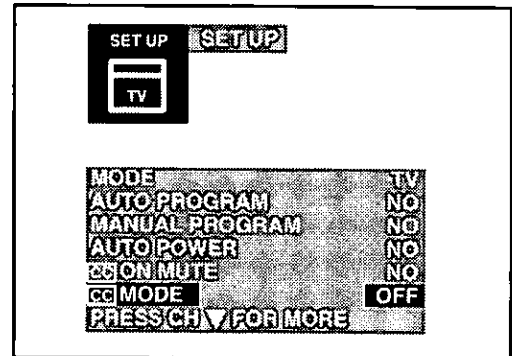 SET UP SET UP
TV
MODE TV
AUTO PROGRAM NO
MANUAL PROGRAM NO
AUTO POWER NO
CC ON MUTE NO
CC MODE OFF
PRESS CH ▽ FOR MORE